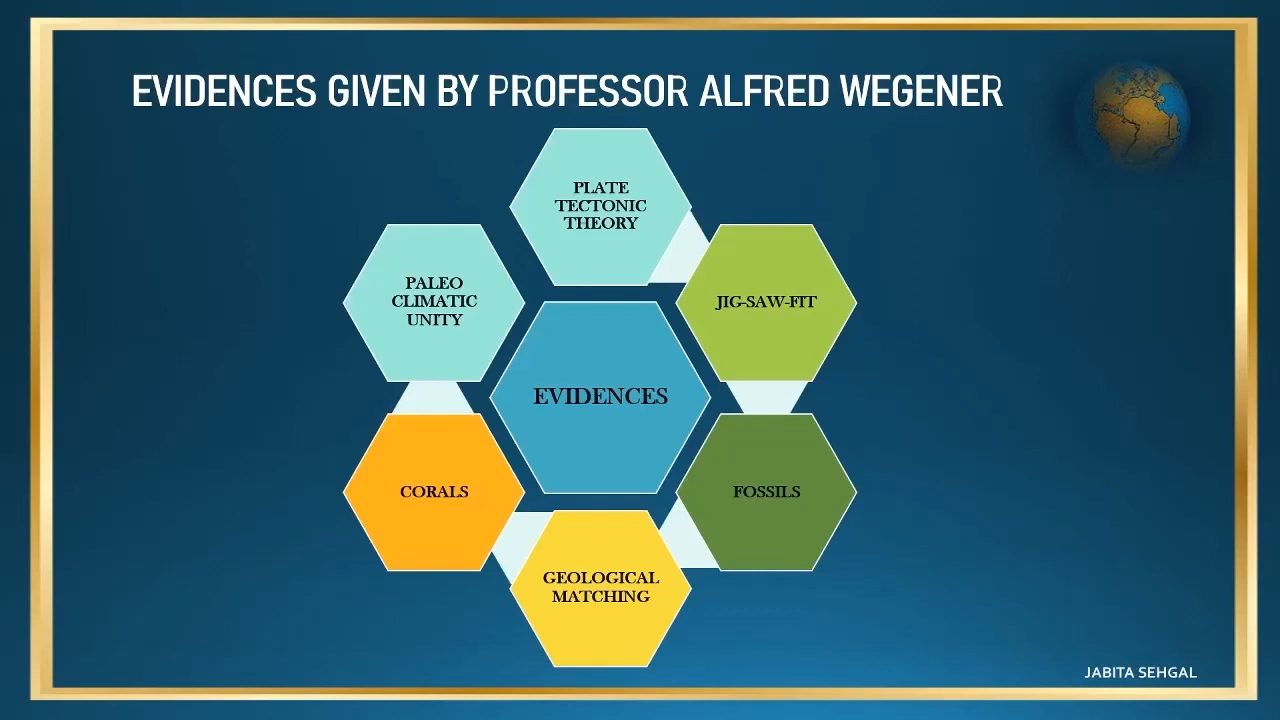 EVIDENCES GIVEN BY PROFESSOR ALFRED WEGENER
PLATE
TECTONIC
THEORY
PALEO
CLIMATIC
UNITY
JIG-SAW-FIT
EVIDENCES
CORALS
FOSSILS
GEOLOGICAL
MATCHING
JABITA SEHGAL